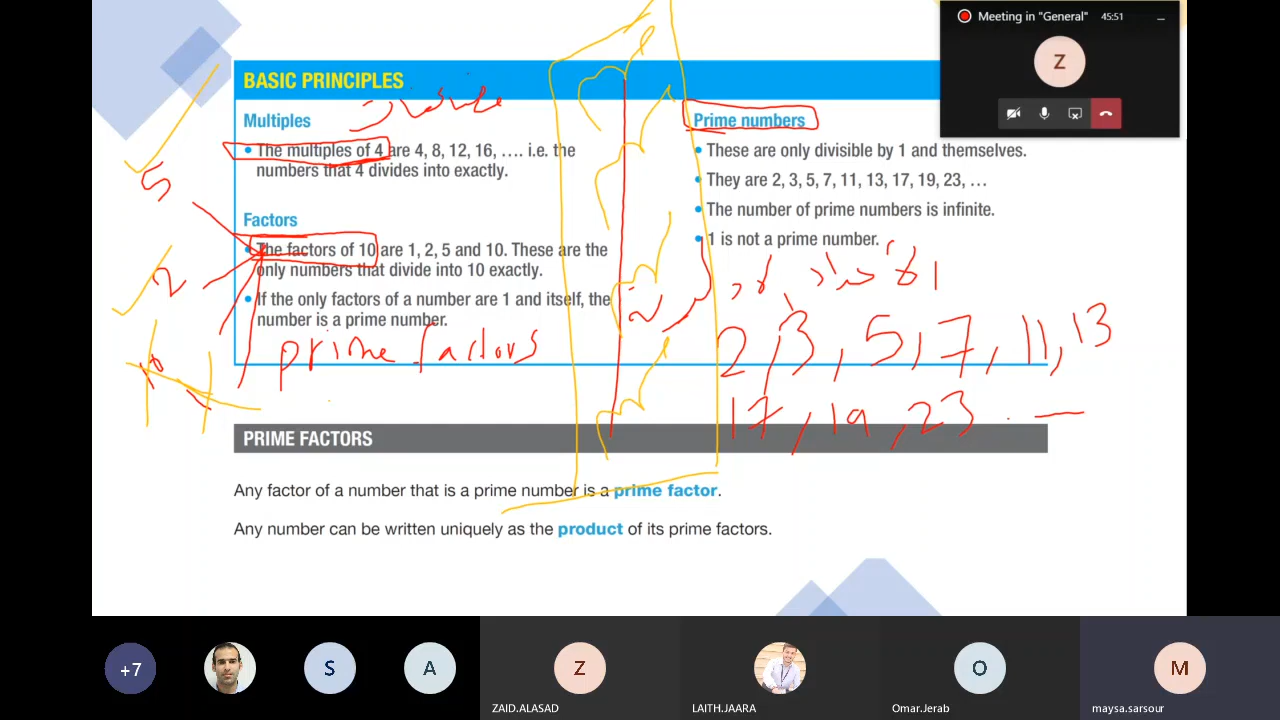 Meeting in "General" 45:51
Z
BASIC PRINCIPLES
Multiples
• The multiples of 4 are 4, 8, 12, 16, …. i.e. the
numbers that 4 divides into exactly.
5
Factors
• The factors of 10 are 1, 2, 5 and 10. These are the
only numbers that divide into 10 exactly.
2
• If the only factors of a number are 1 and itself, the
number is a prime number.
prime factors
Prime numbers
• These are only divisible by 1 and themselves.
• They are 2, 3, 5, 7, 11, 13, 17, 19, 23, …
• The number of prime numbers is infinite.
• 1 is not a prime number.
2, 3, 5, 7, 11, 13
17, 19, 23 . —
PRIME FACTORS
Any factor of a number that is a prime number is a prime factor.
Any number can be written uniquely as the product of its prime factors.
+7
S
A
Z
ZAID.ALASAD
LAITH.JAARA
O
Omar.Jerab
M
maysa.sarsour